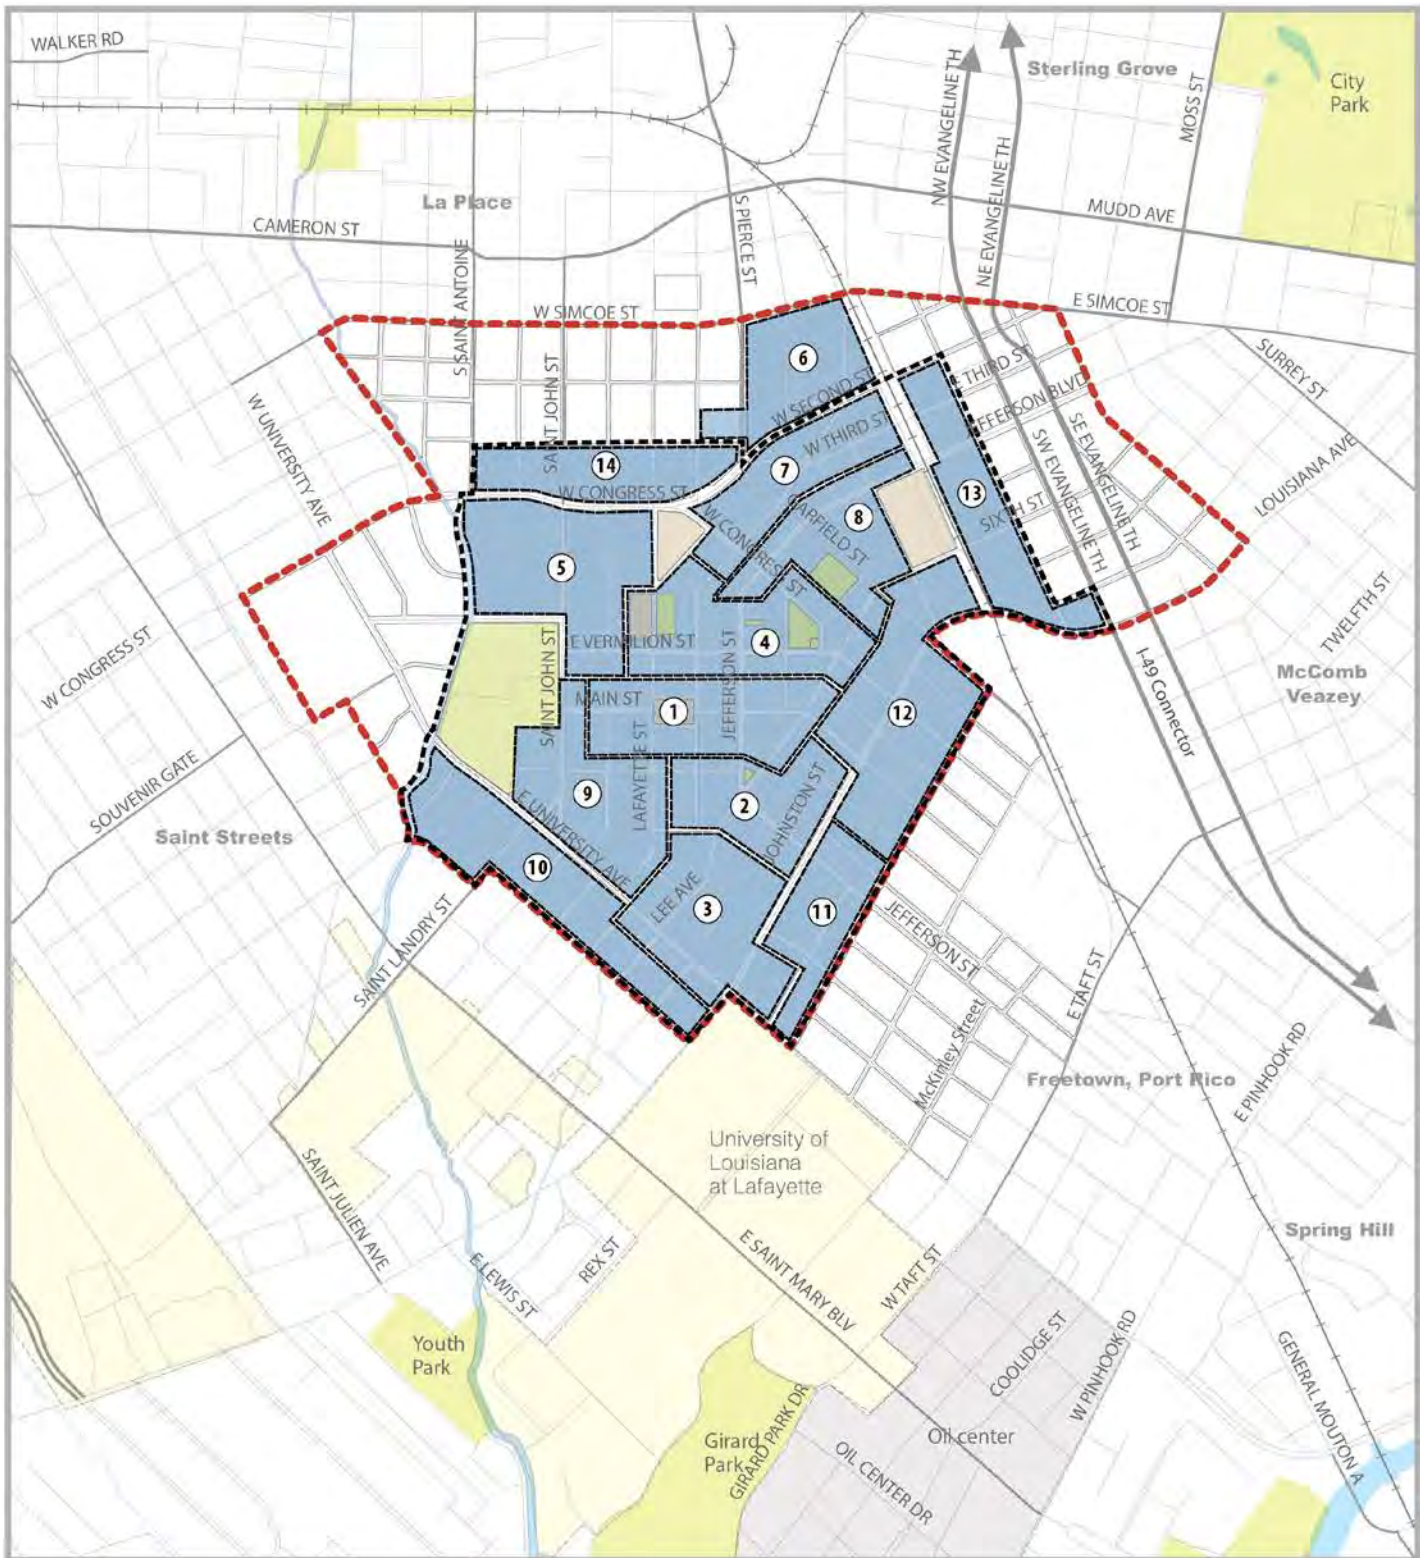 WALKER RD
Sterling Grove
City
Park
MOSS ST
NW EVANGELINE TH
NE EVANGELINE TH
La Place
S PIERCE ST
MUDD AVE
CAMERON ST
S SAINT ANTOINE
W SIMCOE ST
E SIMCOE ST
SURREY ST
6
W SECOND ST
E THIRD ST
JEFFERSON BLVD
W THIRD ST
SAINT JOHN ST
W UNIVERSITY AVE
14
W CONGRESS ST
7
13
SW EVANGELINE TH
SE EVANGELINE TH
LOUISIANA AVE
SIXTH ST
8
GARFIELD ST
W CONGRESS ST
5
TWELFTH ST
E VERMILION ST
4
JEFFERSON ST
SAINT JOHN ST
W CONGRESS ST
I-49 Connector
McComb
Veazey
MAIN ST
1
12
LAFAYETTE ST
SOUVENIR GATE
9
2
JOHNSTON ST
Saint Streets
E UNIVERSITY AVE
10
LEE AVE
3
11
JEFFERSON ST
SAINT LANDRY ST
E TAFT ST
McKinley Street
Freetown, Port Rico
E PINHOOK RD
University of
Louisiana
at Lafayette
SAINT JULIEN AVE
E LEWIS ST
REX ST
E SAINT MARY BLV
W TAFT ST
Spring Hill
Youth
Park
COOLIDGE ST
W PINHOOK RD
GENERAL MOUTON A
Girard
Park
GIRARD PARK DR
Oil center
OIL CENTER DR